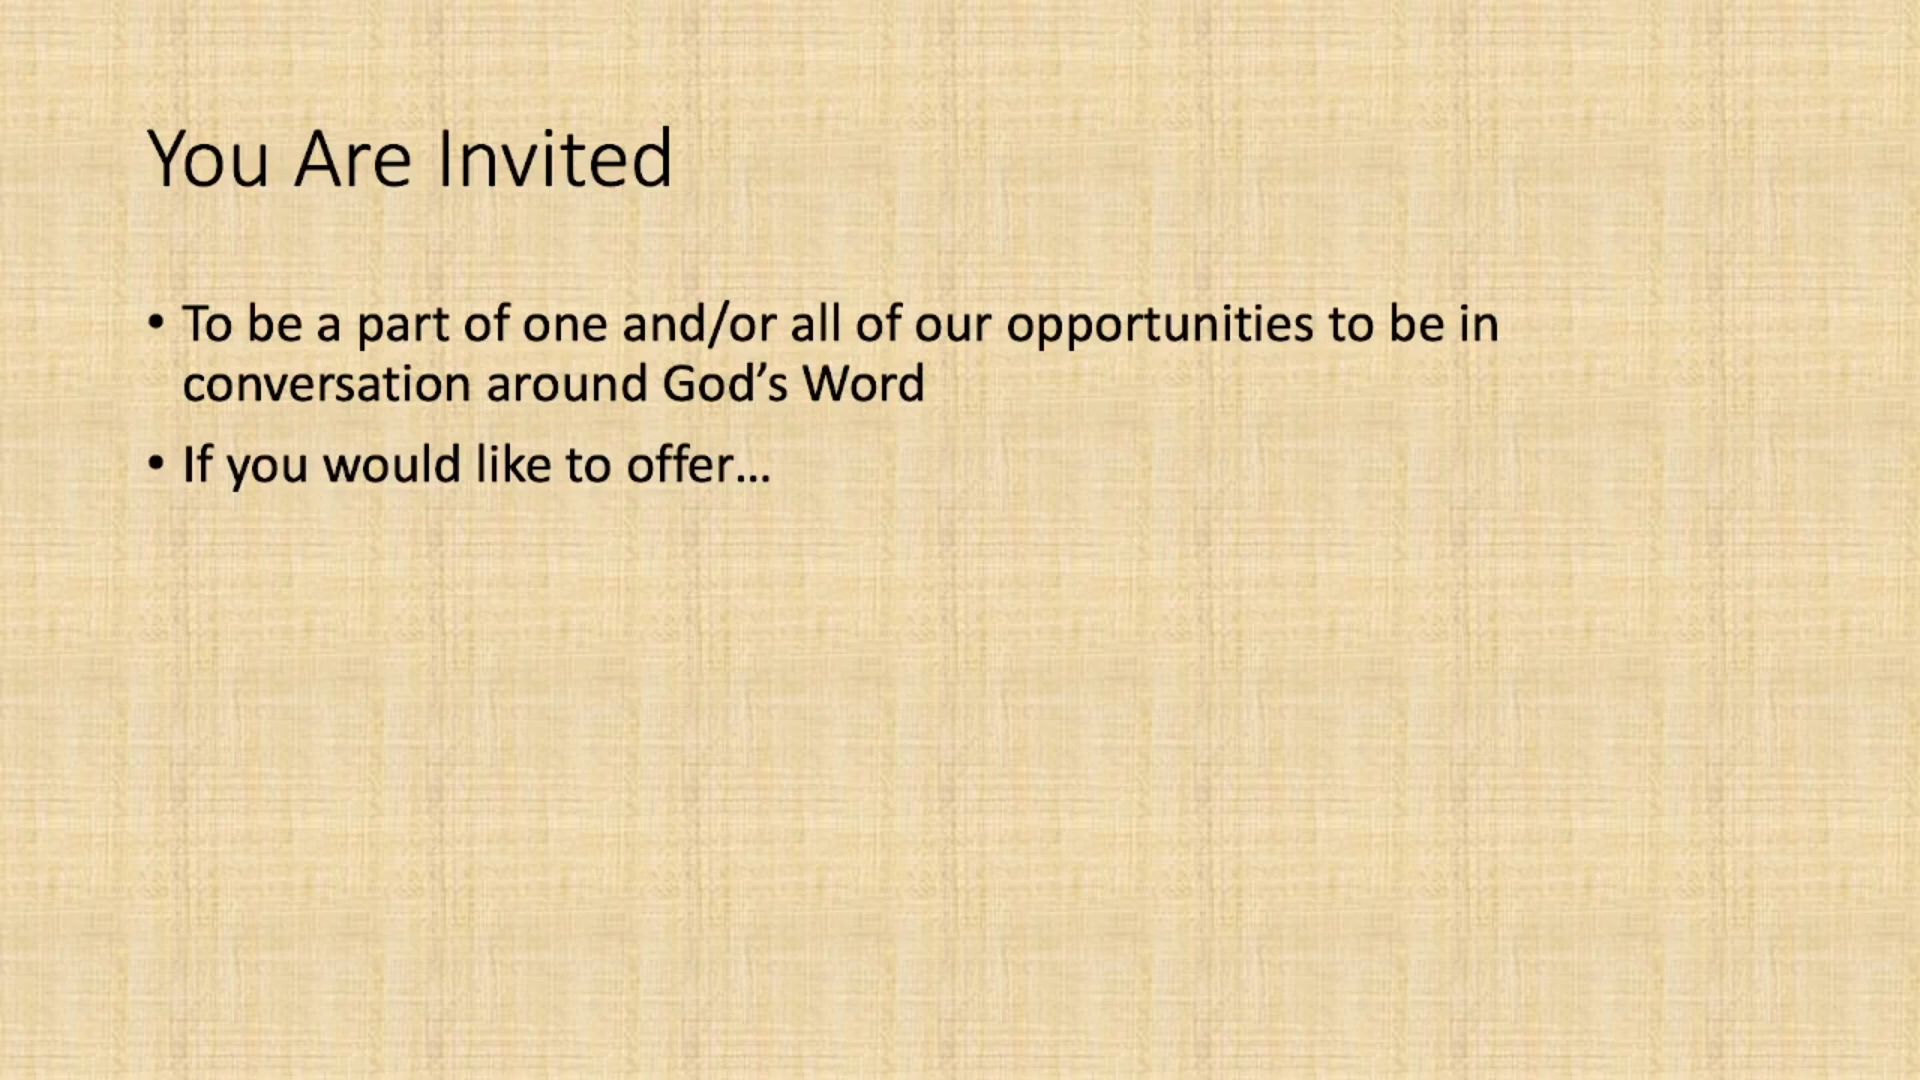 You Are Invited
• To be a part of one and/or all of our opportunities to be in
conversation around God’s Word
• If you would like to offer…